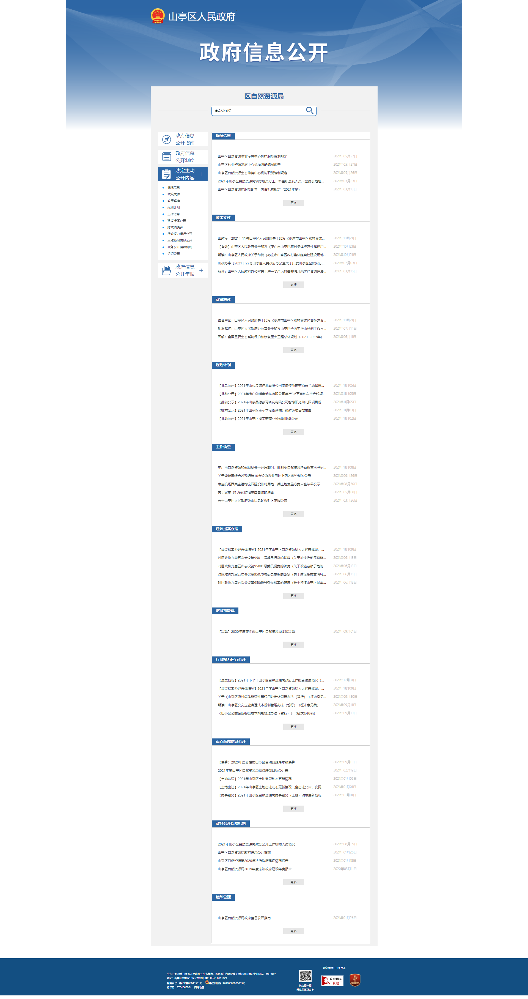 山亭区人民政府
政府信息公开
区自然资源局
请输入关键词
政府信息
公开指南
政府信息
公开制度
法定主动
公开内容
概况信息
政策文件
政策解读
规划计划
工作信息
建议提案办理
财政预决算
行政权力运行公开
重点领域信息公开
政务公开保障机制
组织管理
政府信息
公开年报
概况信息
山亭区自然资源事业发展中心机构职能编制规定 2021年05月27日
山亭区林业资源发展中心机构职能编制规定 2021年05月27日
山亭区自然资源生态修复中心机构职能编制规定 2021年05月26日
2021年山亭区自然资源局领导成员分工、科室职责及人员（含办公地址... 2021年03月23日
山亭区自然资源局职能配置、内设机构规定（2021年度） 2021年03月13日
更多
政策文件
山政发〔2021〕11号山亭区人民政府关于印发《枣庄市山亭区农村集体... 2021年10月21日
【有效】山亭区人民政府关于印发《枣庄市山亭区农村集体经营性建设用... 2021年10月21日
解读：山亭区人民政府关于印发《枣庄市山亭区农村集体经营性建设用地... 2021年10月21日
山政办字〔2021〕22号山亭区人民政府办公室关于印发山亭区全面实行... 2021年07月03日
解读：山亭区人民政府办公室关于进一步严厉打击非法开采矿产资源违法... 2018年03月16日
更多
政策解读
语音解读：山亭区人民政府关于印发《枣庄市山亭区农村集体经营性建设... 2021年10月21日
动漫解读：山亭区人民政府办公室关于印发山亭区全面实行山长制工作方... 2021年07月14日
图解：全国重要生态系统保护和修复重大工程总体规划（2021-2035年） 2021年06月11日
更多
规划计划
【批后公示】2021年山东汉诺佳池有限公司汉诺佳池葡萄酒白兰地建设... 2021年11月05日
【批前公示】2021年枣庄华祥电动车有限公司年产3.6万电动车生产线项... 2021年11月05日
【批前公示】2021年山东品德教育咨询有限公司智博阳光幼儿园项目规... 2021年11月05日
【批前公示】2021年山亭区王永学沿街商铺升级改造项目效果图 2021年11月03日
【批前公示】2021年山亭区周荣薪商业楼规划批前公示 2021年11月02日
更多
工作信息
枣庄市自然资源和规划局关于开展郭河、胜利渠自然资源所有权首次登记... 2021年11月08日
关于盛继国综合养殖场等10宗设施农业用地上图入库资料的公示 2021年09月26日
枣庄机场西集空港物流园建设临时用地一期土地复垦方案审查结果公示 2021年08月30日
关于实施飞机喷药防治美国白蛾的通告 2021年05月08日
关于山亭区人民政府依山口采矿权矿区范围公告 2021年03月26日
更多
建议提案办理
【建议提案办理总体情况】2021年度山亭区自然资源局人大代表建议、... 2021年11月09日
对区政协九届五次会议第95011号委员提案的答复（关于加快推动民营经... 2021年06月15日
对区政协九届五次会议第95081号委员提案的答复（关于设施藏粮于地的... 2021年06月15日
对区政协九届五次会议第95070号委员提案的答复（关于建设生态文明城... 2021年06月15日
对区政协九届五次会议第95069号委员提案的答复（关于打造山亭区最美... 2021年06月15日
更多
财政预决算
【决算】2020年度枣庄市山亭区自然资源局本级决算 2021年09月01日
更多
行政权力运行公开
【进展情况】2021年下半年山亭区自然资源局政府工作报告进展情况（... 2021年12月31日
【建议提案办理总体情况】2021年度山亭区自然资源局人大代表建议、... 2021年11月09日
关于《山亭区农村集体经营性建设用地出让管理办法（暂行）（征求意见... 2021年09月30日
解读：山亭区公交企业客运成本规制管理办法（暂行）（征求意见稿） 2021年09月11日
《山亭区公交企业客运成本规制管理办法（暂行）》（征求意见稿） 2021年09月10日
更多
重点领域信息公开
【决算】2020年度枣庄市山亭区自然资源局本级决算 2021年09月01日
2021年度山亭区自然资源局预算绩效目标公开表 2021年02月12日
【土地监管】2021年山亭区土地监管动态更新情况 2021年01月02日
【土地出让】2021年山亭区土地出让动态更新情况（含出让公告、变更... 2021年01月01日
【办事服务】2021年山亭区自然资源局办事服务（土地）动态更新情况 2021年01月01日
更多
政务公开保障机制
2021年山亭区自然资源局政务公开工作机构人员情况 2021年08月29日
山亭区自然资源局政府信息公开指南 2021年01月26日
山亭区自然资源局2020年法治政府建设情况报告 2021年01月18日
山亭区自然资源局2019年度法治政府建设年度报告 2020年05月11日
更多
组织管理
山亭区自然资源局政府信息公开指南 2021年01月26日
更多
中共山亭区委 山亭区人民政府主办 各镇街、区直部门内容保障 区委区政府信息中心建设、运行维护
地址：山亭区府前路13号 政府值班室：0632-8811121
备案编号：鲁ICP备05043581号 鲁公网安备 37040602000003号
标识码：3704060004 网站地图
微信扫一扫
关注幸福新山亭
政务微博：山亭发布
政府网站
找错
党政机关